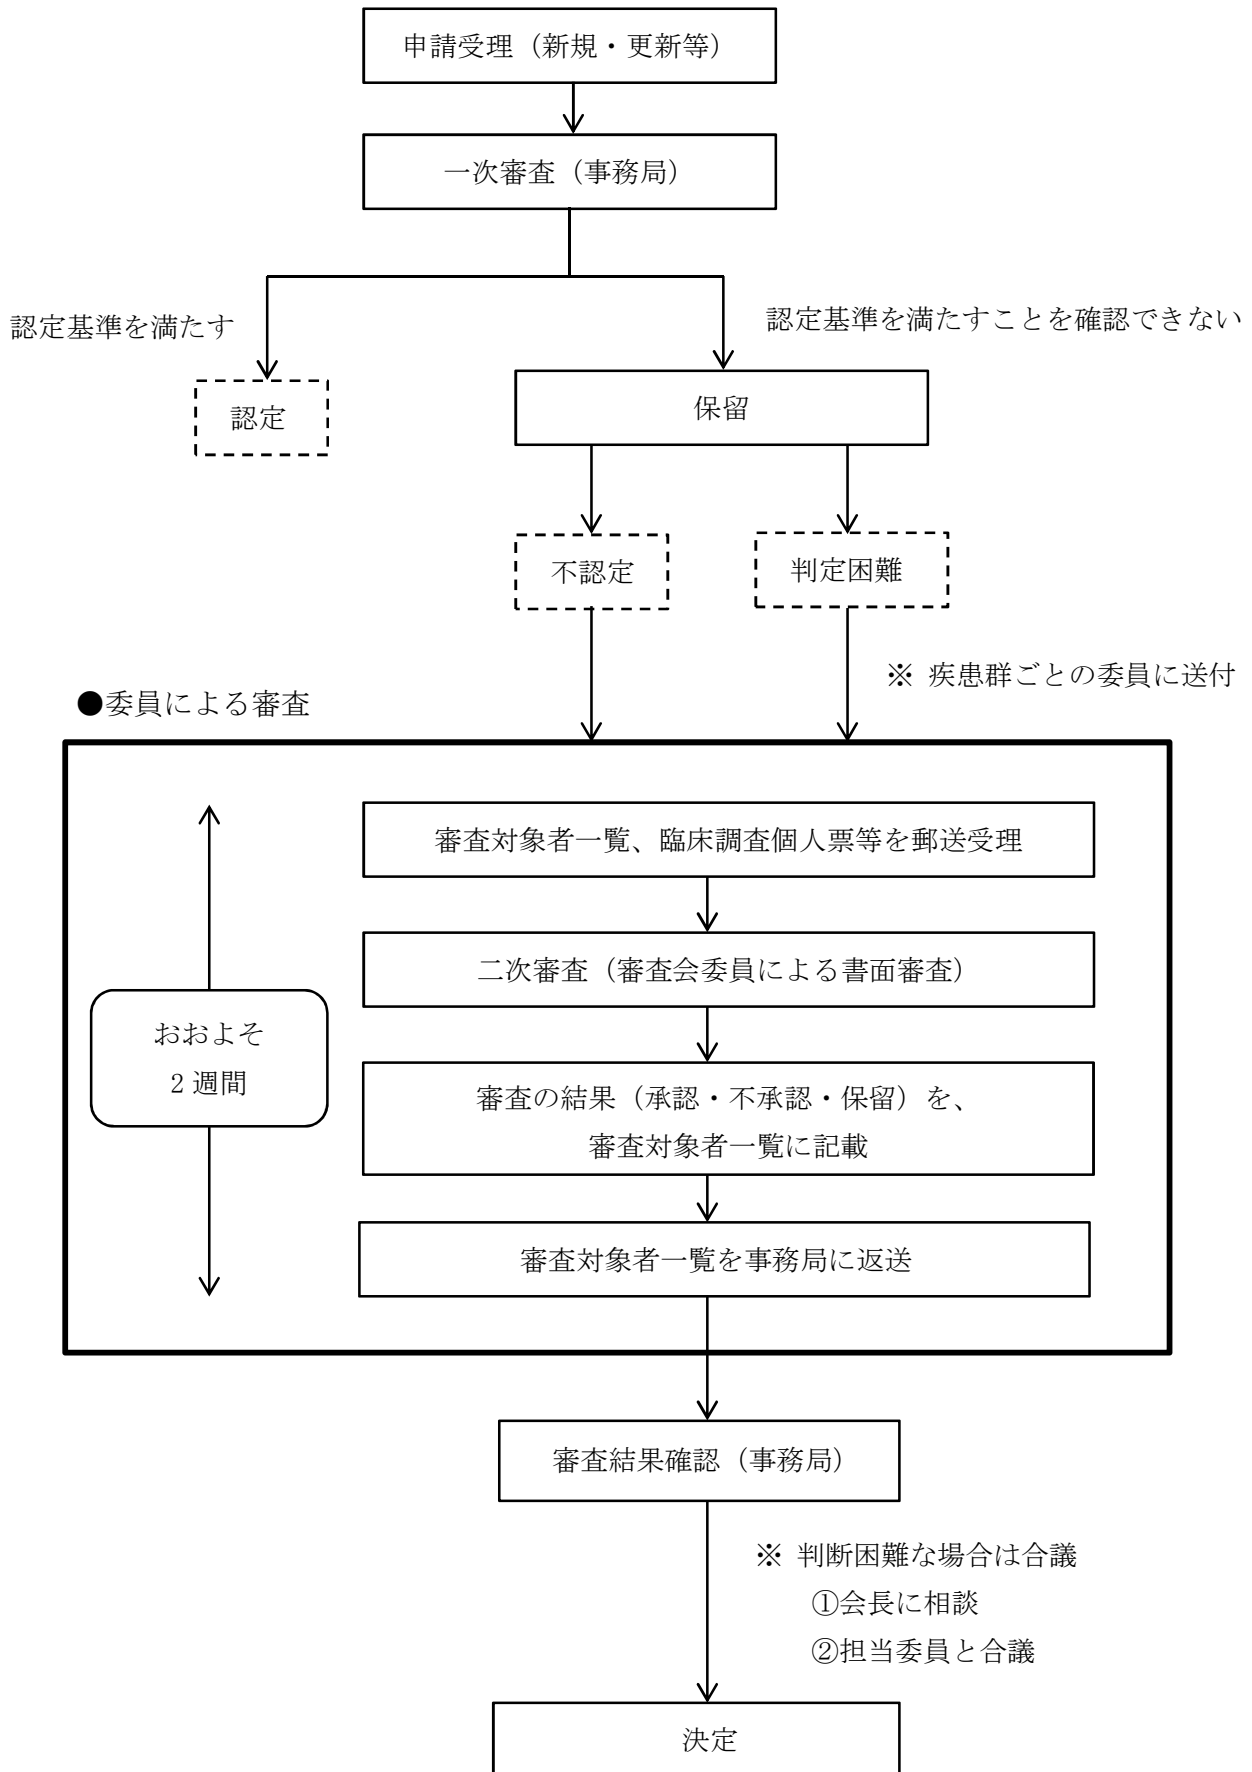 申請受理（新規・更新等）
一次審査（事務局）
認定基準を満たす
認定基準を満たすことを確認できない
認定
保留
不認定
判定困難
※ 疾患群ごとの委員に送付
●委員による審査
審査対象者一覧、臨床調査個人票等を郵送受理
二次審査（審査会委員による書面審査）
おおよそ
2 週間
審査の結果（承認・不承認・保留）を、
審査対象者一覧に記載
審査対象者一覧を事務局に返送
審査結果確認（事務局）
※ 判断困難な場合は合議
①会長に相談
②担当委員と合議
決定